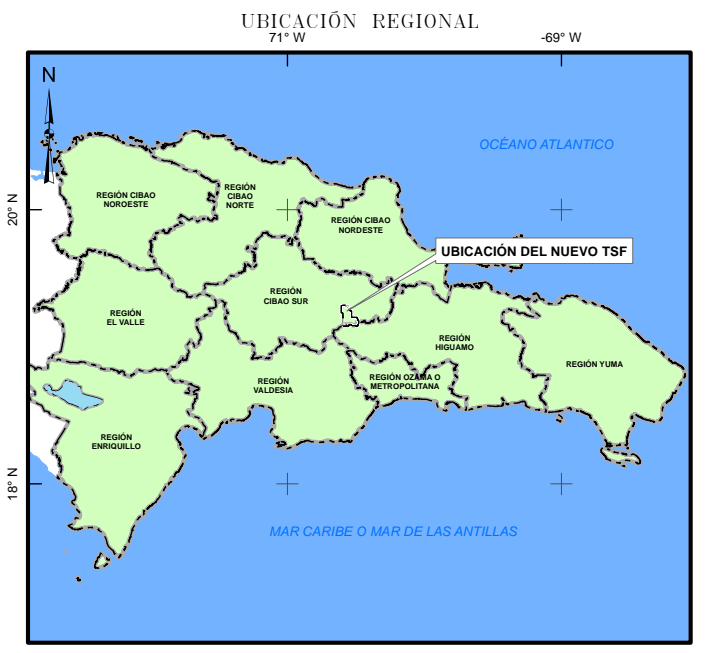 UBICACIÓN REGIONAL
71° W
-69° W
N
OCÉANO ATLANTICO
20° N
REGIÓN CIBAO
NOROESTE
REGIÓN
CIBAO
NORTE
REGIÓN CIBAO
NORDESTE
UBICACIÓN DEL NUEVO TSF
REGIÓN
CIBAO SUR
REGIÓN
EL VALLE
REGIÓN
HIGUAMO
REGIÓN YUMA
REGIÓN
VALDESIA
REGIÓN OZAMA O
METROPOLITANA
REGIÓN
ENRIQUILLO
18° N
MAR CARIBE O MAR DE LAS ANTILLAS